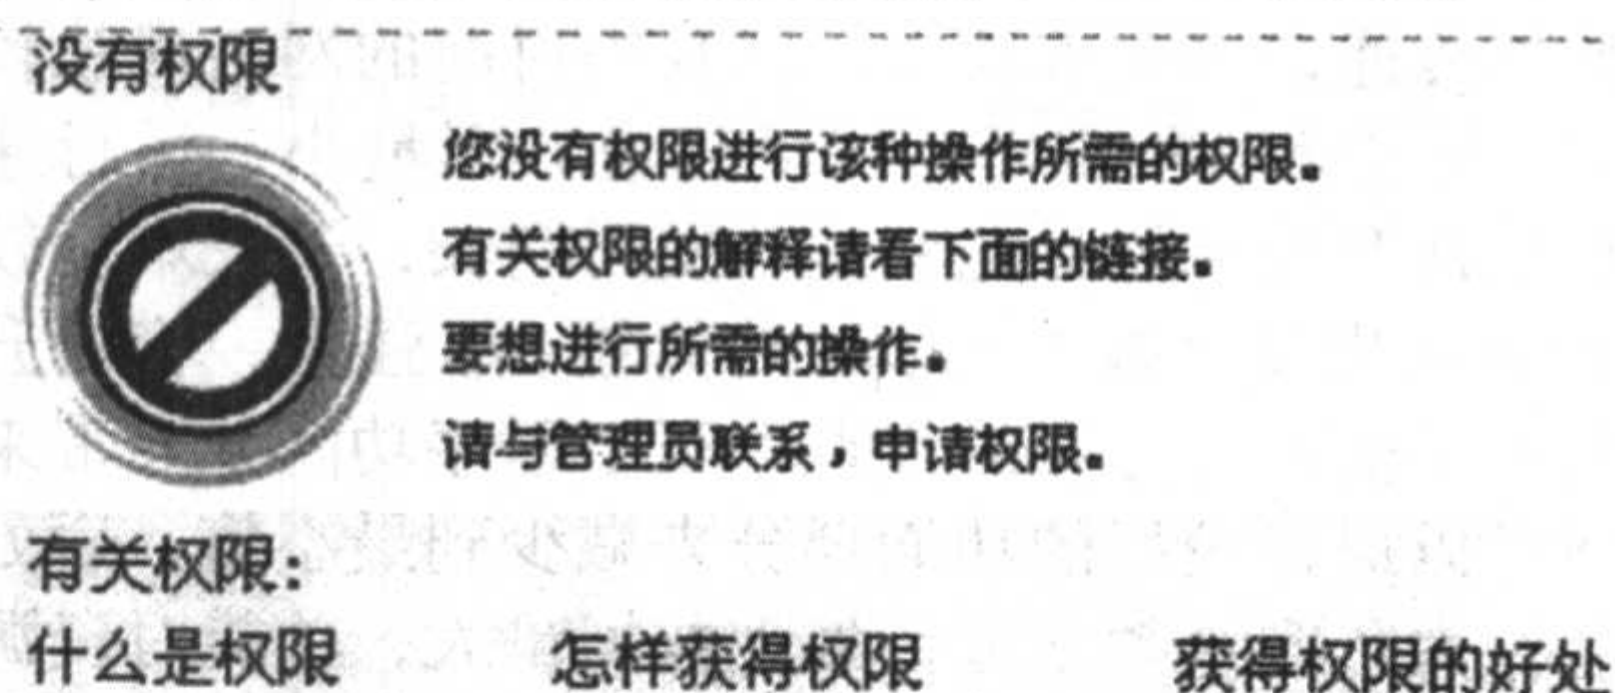 没有权限
您没有权限进行该种操作所需的权限。
有关权限的解释请看下面的链接。
要想进行所需的操作。
请与管理员联系，申请权限。
有关权限：
什么是权限 怎样获得权限 获得权限的好处